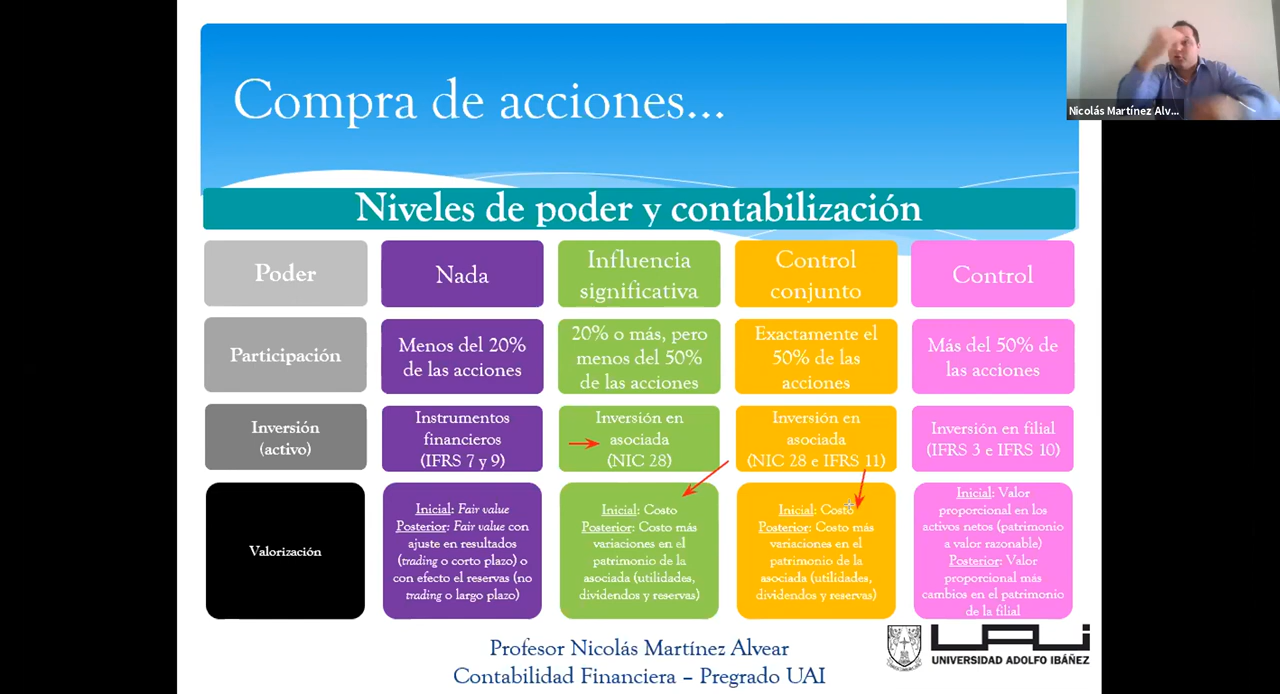 Compra de acciones...
Nicolás Martínez Alv...
Niveles de poder y contabilización
Poder
Nada
Influencia
significativa
Control
conjunto
Control
Participación
Menos del 20%
de las acciones
20% o más, pero
menos del 50%
de las acciones
Exactamente el
50% de las
acciones
Más del 50% de
las acciones
Inversión
(activo)
Instrumentos
financieros
(IFRS 7 y 9)
Inversión en
asociada
(NIC 28)
Inversión en
asociada
(NIC 28 e IFRS 11)
Inversión en filial
(IFRS 3 e IFRS 10)
Valorización
Inicial: Fair value
Posterior: Fair value con
ajuste en resultados
(trading o corto plazo) o
con efecto el reservas (no
trading o largo plazo)
Inicial: Costo
Posterior: Costo más
variaciones en el
patrimonio de la
asociada (utilidades,
dividendos y reservas)
Inicial: Costo
Posterior: Costo más
variaciones en el
patrimonio de la
asociada (utilidades,
dividendos y reservas)
Inicial: Valor
proporcional en los
activos netos (patrimonio
a valor razonable)
Posterior: Valor
proporcional más
cambios en el patrimonio
de la filial
Profesor Nicolás Martínez Alvear
Contabilidad Financiera – Pregrado UAI
UAI
UNIVERSIDAD ADOLFO IBÁÑEZ